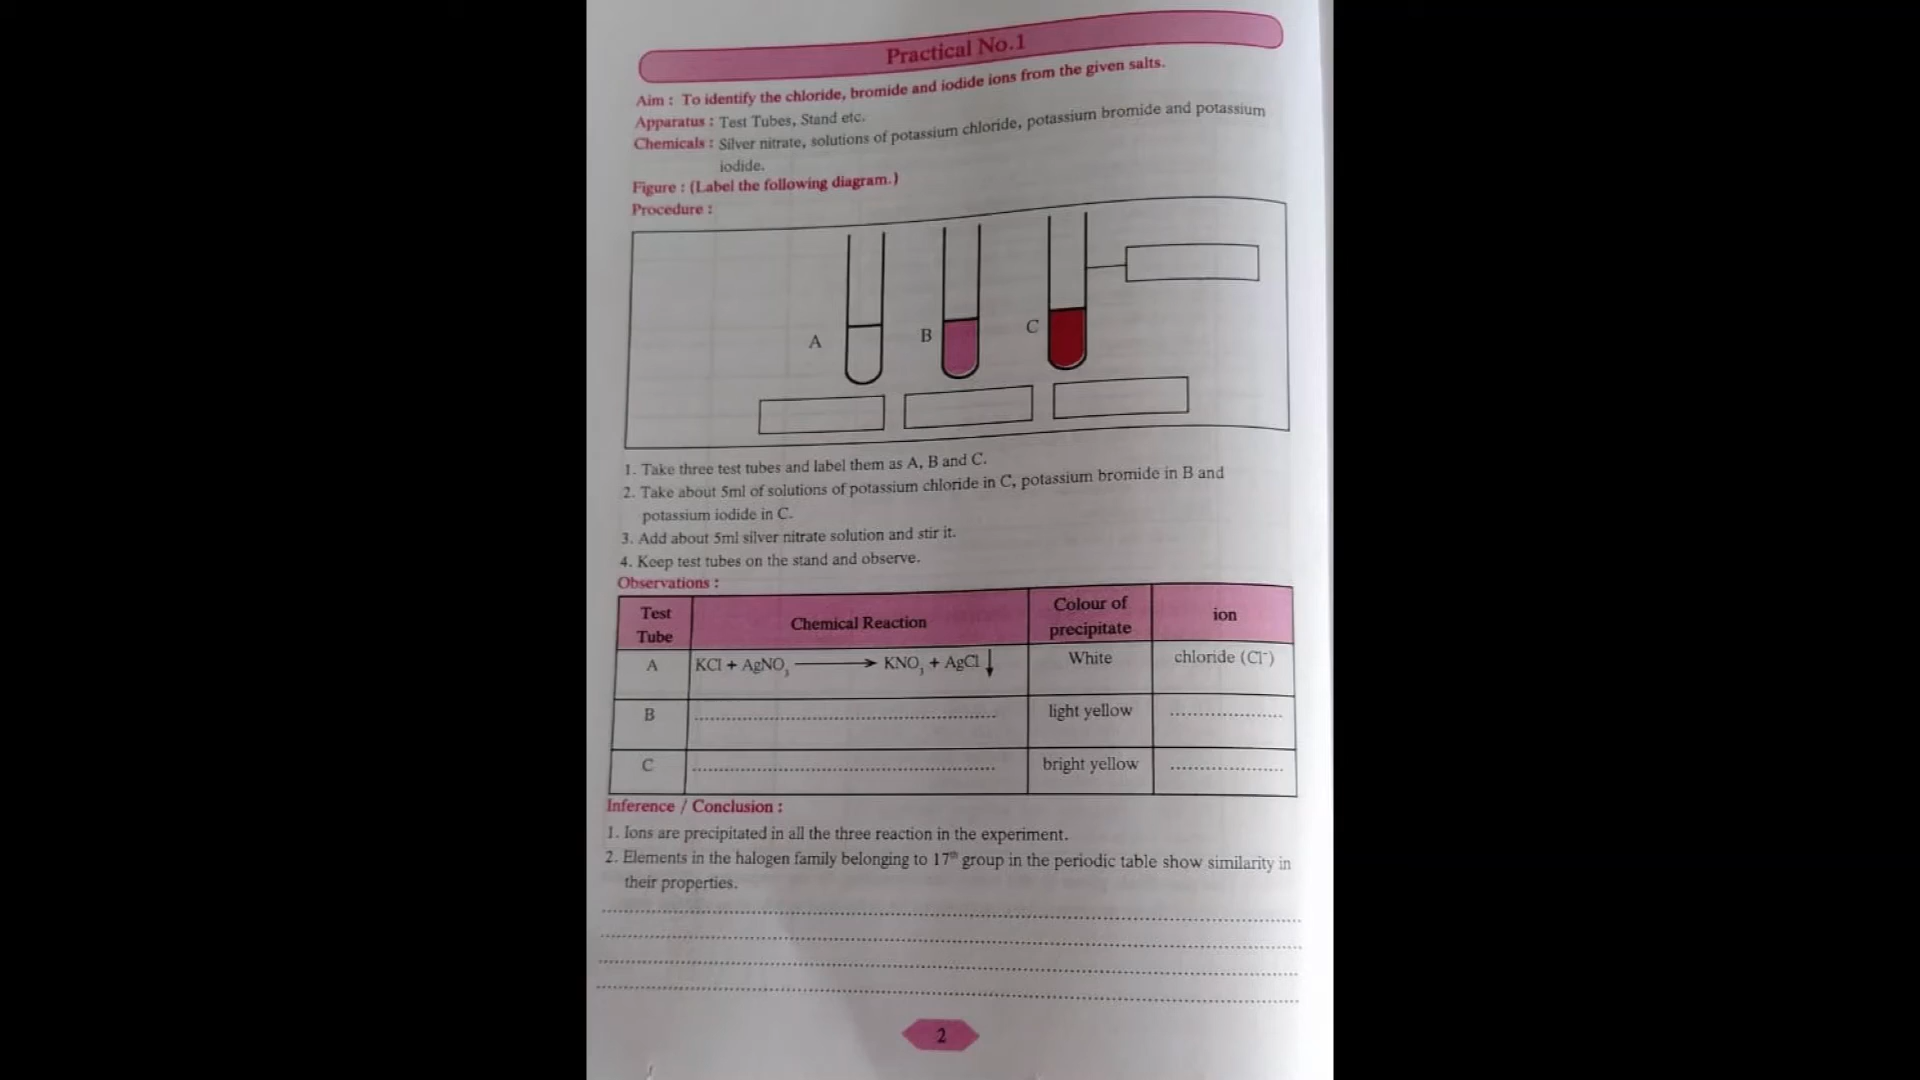 Practical No.1
Aim : To identify the chloride, bromide and iodide ions from the given salts.
Apparatus : Test Tubes, Stand etc.
Chemicals : Silver nitrate, solutions of potassium chloride, potassium bromide and potassium
iodide.
Figure : (Label the following diagram.)
Procedure :
A
B
C
1. Take three test tubes and label them as A, B and C.
2. Take about 5ml of solutions of potassium chloride in C, potassium bromide in B and
potassium iodide in C.
3. Add about 5ml silver nitrate solution and stir it.
4. Keep test tubes on the stand and observe.
Observations :
Test Tube Chemical Reaction Colour of precipitate ion
A KCl + AgNO₃ ⟶ KNO₃ + AgCl ↓ White chloride (Cl⁻)
B .................... light yellow ....................
C .................... bright yellow ....................
Inference / Conclusion :
1. Ions are precipitated in all the three reaction in the experiment.
2. Elements in the halogen family belonging to 17th group in the periodic table show similarity in
their properties.
2